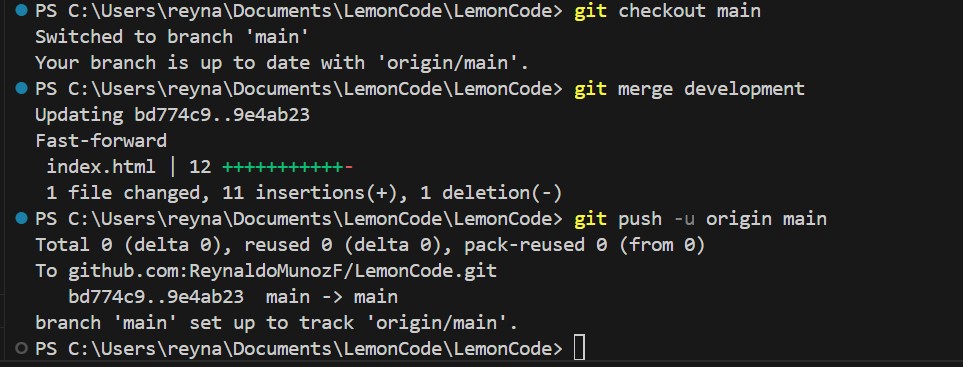 PS C:\Users\reyna\Documents\LemonCode\LemonCode> git checkout main
Switched to branch 'main'
Your branch is up to date with 'origin/main'.
PS C:\Users\reyna\Documents\LemonCode\LemonCode> git merge development
Updating bd774c9..9e4ab23
Fast-forward
 index.html | 12 +++++++++++-
 1 file changed, 11 insertions(+), 1 deletion(-)
PS C:\Users\reyna\Documents\LemonCode\LemonCode> git push -u origin main
Total 0 (delta 0), reused 0 (delta 0), pack-reused 0 (from 0)
To github.com:ReynaldoMunozF/LemonCode.git
   bd774c9..9e4ab23  main -> main
branch 'main' set up to track 'origin/main'.
PS C:\Users\reyna\Documents\LemonCode\LemonCode>